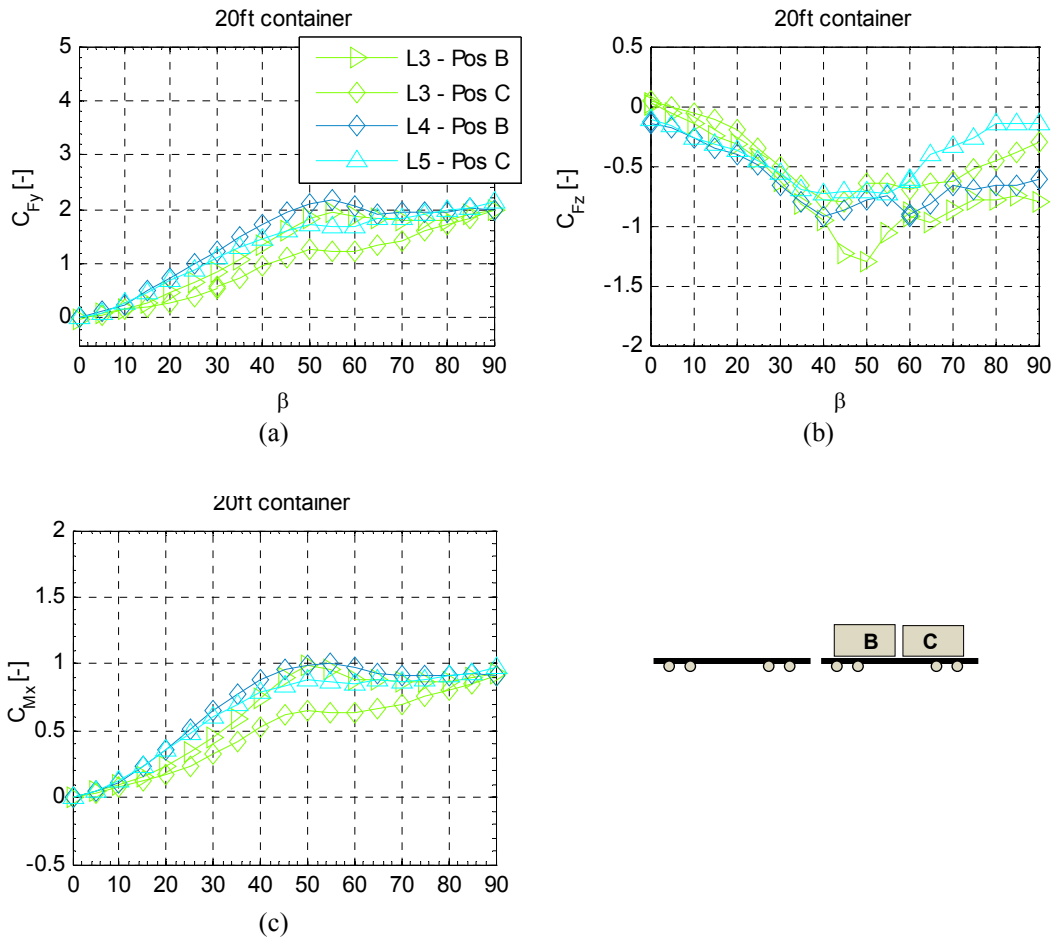 20ft container
5
4
3
2
1
0
C_Fy [-]
0 10 20 30 40 50 60 70 80 90
β
(a)
L3 - Pos B
L3 - Pos C
L4 - Pos B
L5 - Pos C
20ft container
0.5
0
-0.5
-1
-1.5
-2
C_Fz [-]
0 10 20 30 40 50 60 70 80 90
β
(b)
20ft container
2
1.5
1
0.5
0
-0.5
C_Mx [-]
0 10 20 30 40 50 60 70 80 90
(c)
B C